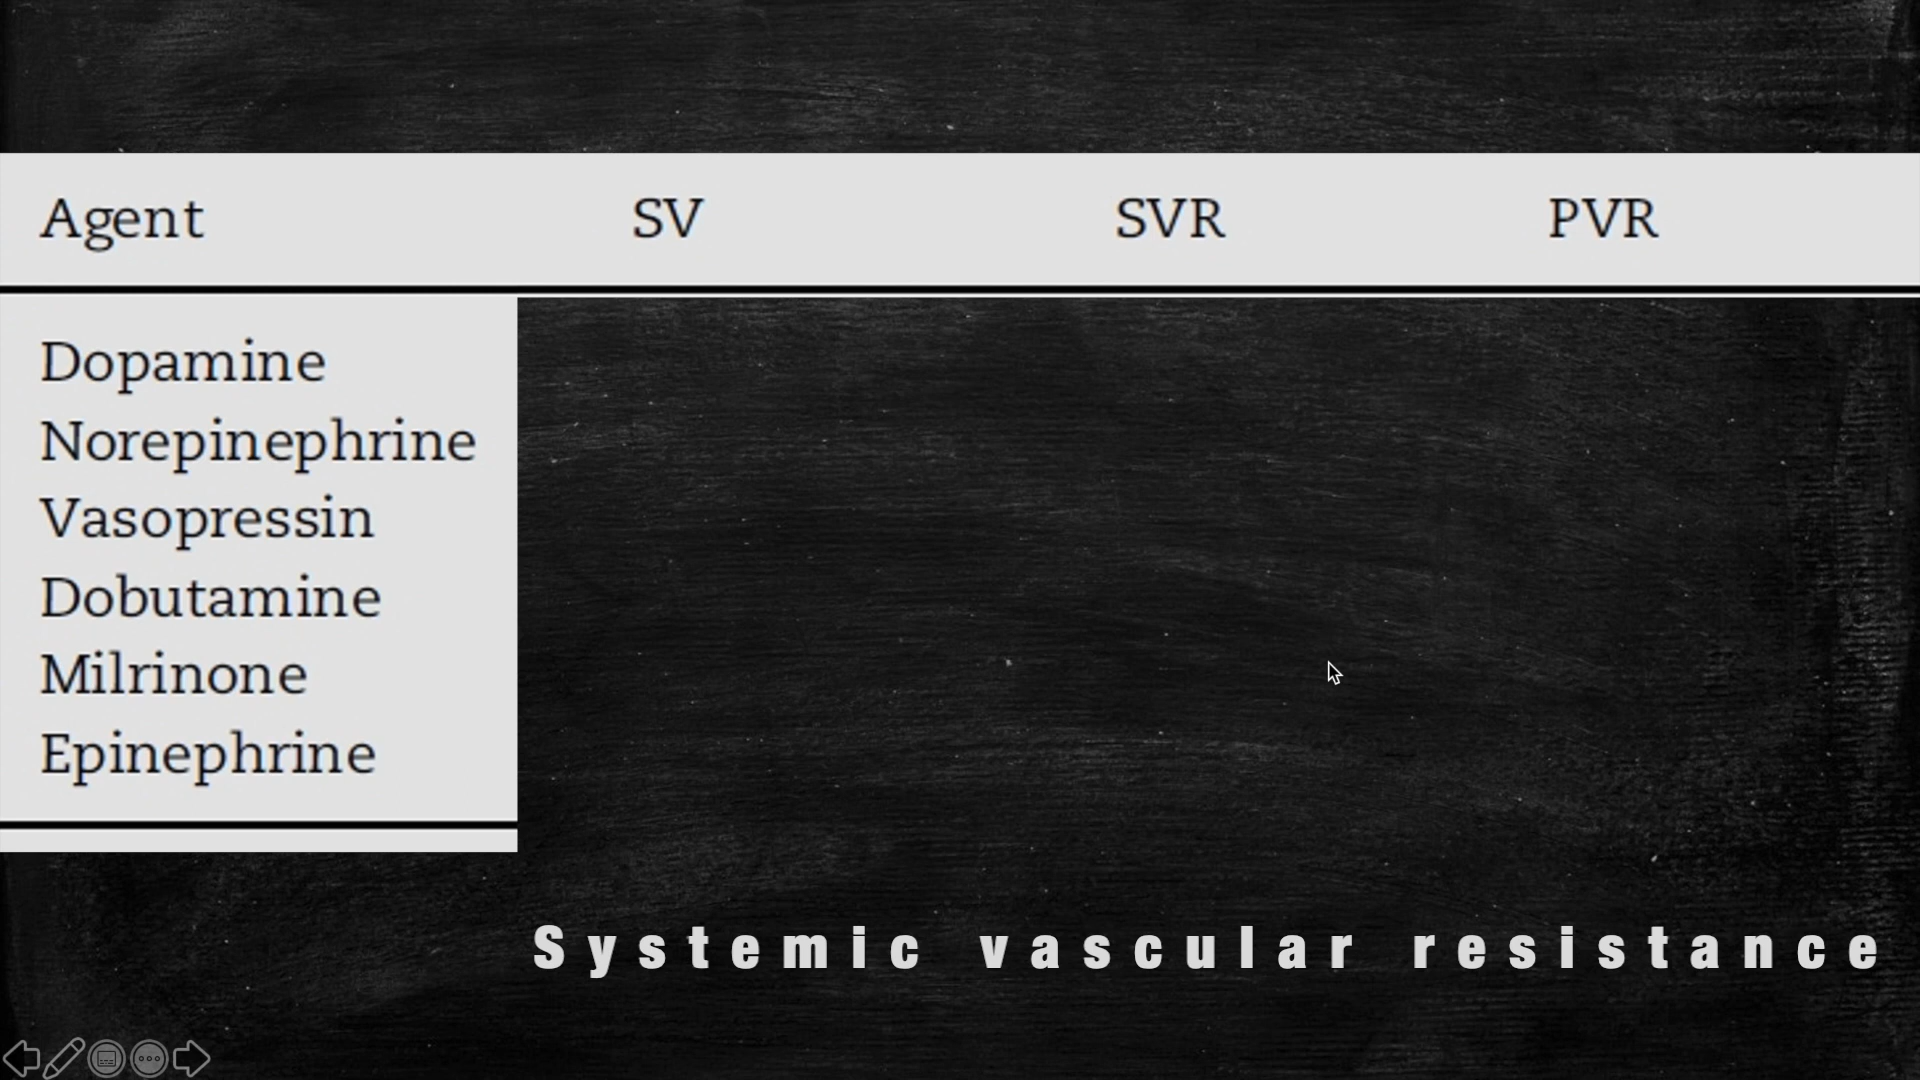 Agent SV SVR PVR
Dopamine
Norepinephrine
Vasopressin
Dobutamine
Milrinone
Epinephrine
Systemic vascular resistance